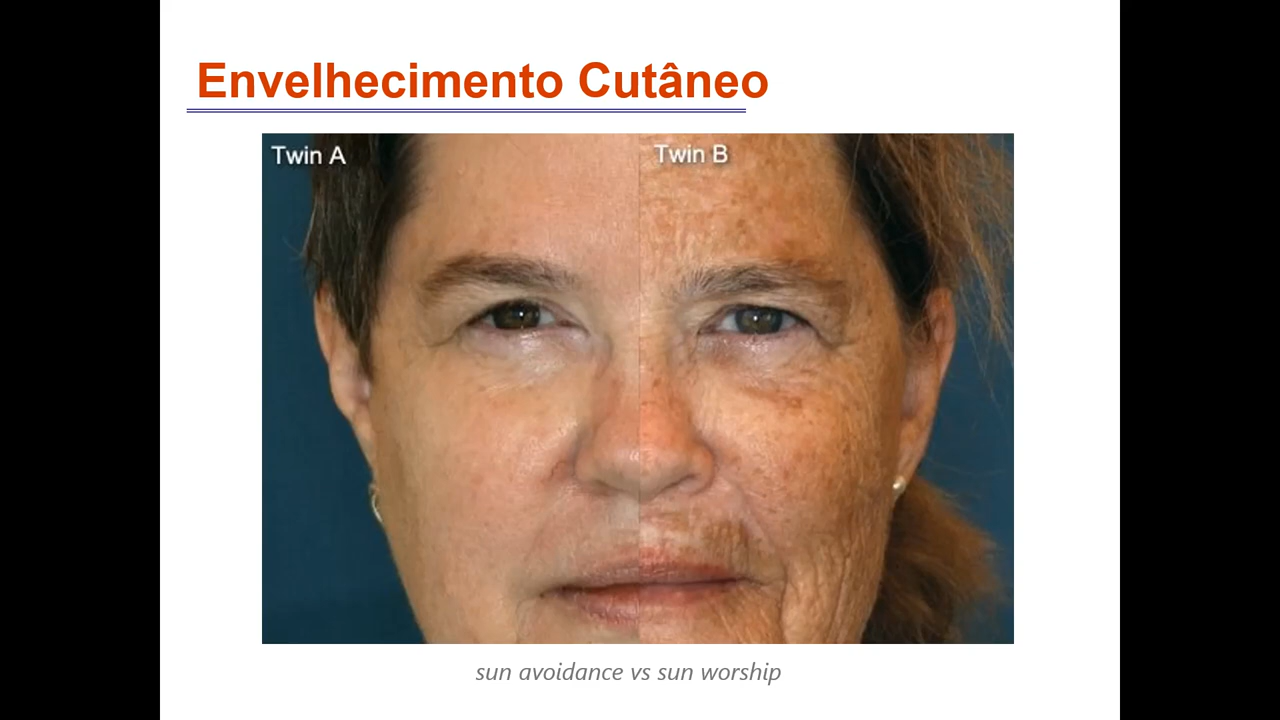 Envelhecimento Cutâneo
Twin A
Twin B
sun avoidance vs sun worship